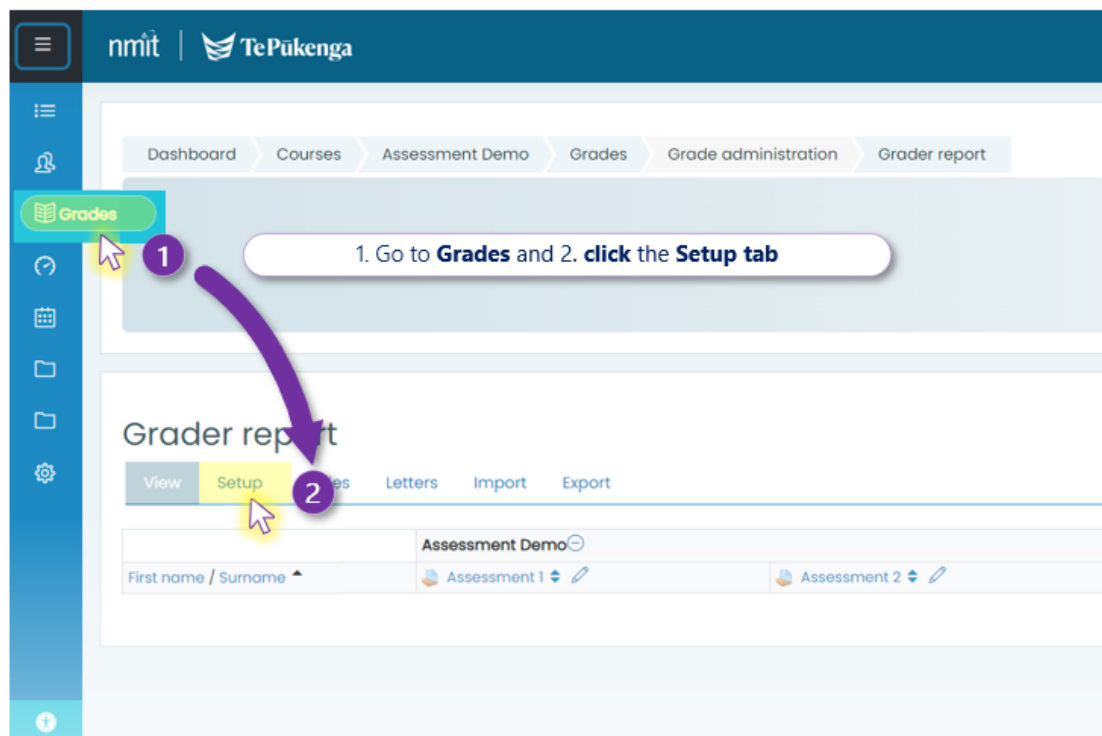 nmit | TePūkenga
Dashboard Courses Assessment Demo Grades Grade administration Grader report
Grades
1
1. Go to Grades and 2. click the Setup tab
Grader report
View Setup Letters Import Export
2
Assessment Demo
First name / Surname Assessment 1 Assessment 2